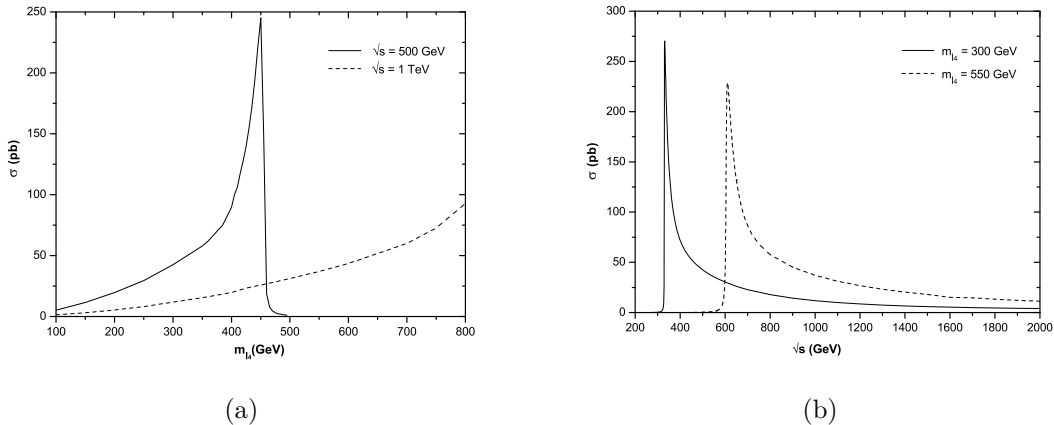 250
200
150
100
50
0
σ (pb)
√s = 500 GeV
√s = 1 TeV
100 200 300 400 500 600 700 800
m_l4(GeV)
(a)
300
250
200
150
100
50
0
σ (pb)
m_l4 = 300 GeV
m_l4 = 550 GeV
200 400 600 800 1000 1200 1400 1600 1800 2000
√s (GeV)
(b)